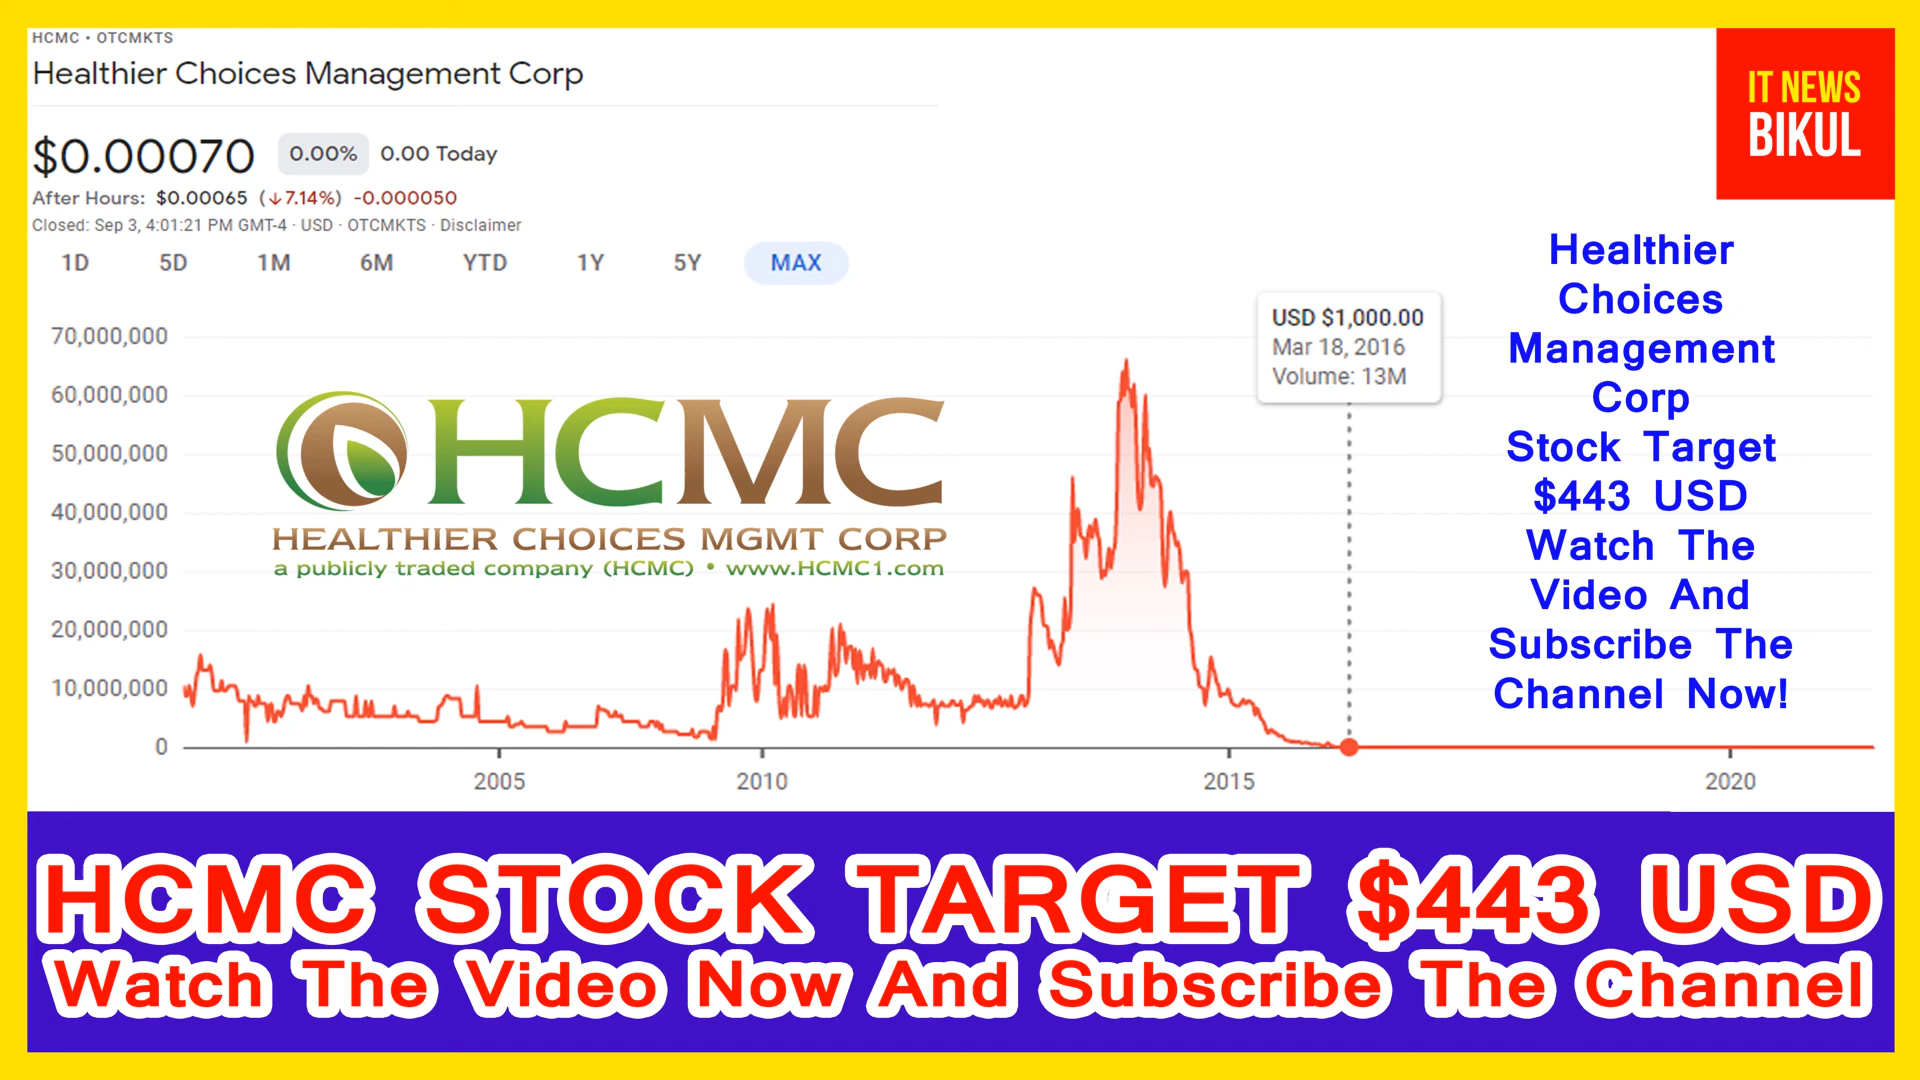 HCMC • OTCMKTS
Healthier Choices Management Corp
$0.00070 0.00% 0.00 Today
After Hours: $0.00065 (↓7.14%) -0.000050
Closed: Sep 3, 4:01:21 PM GMT-4 · USD · OTCMKTS · Disclaimer
1D 5D 1M 6M YTD 1Y 5Y MAX
IT NEWS
BIKUL
USD $1,000.00
Mar 18, 2016
Volume: 13M
70,000,000
60,000,000
50,000,000
40,000,000
30,000,000
20,000,000
10,000,000
0
2005 2010 2015 2020
HCMC
HEALTHIER CHOICES MGMT CORP
a publicly traded company (HCMC) • www.HCMC1.com
Healthier
Choices
Management
Corp
Stock Target
$443 USD
Watch The
Video And
Subscribe The
Channel Now!
HCMC STOCK TARGET $443 USD
Watch The Video Now And Subscribe The Channel